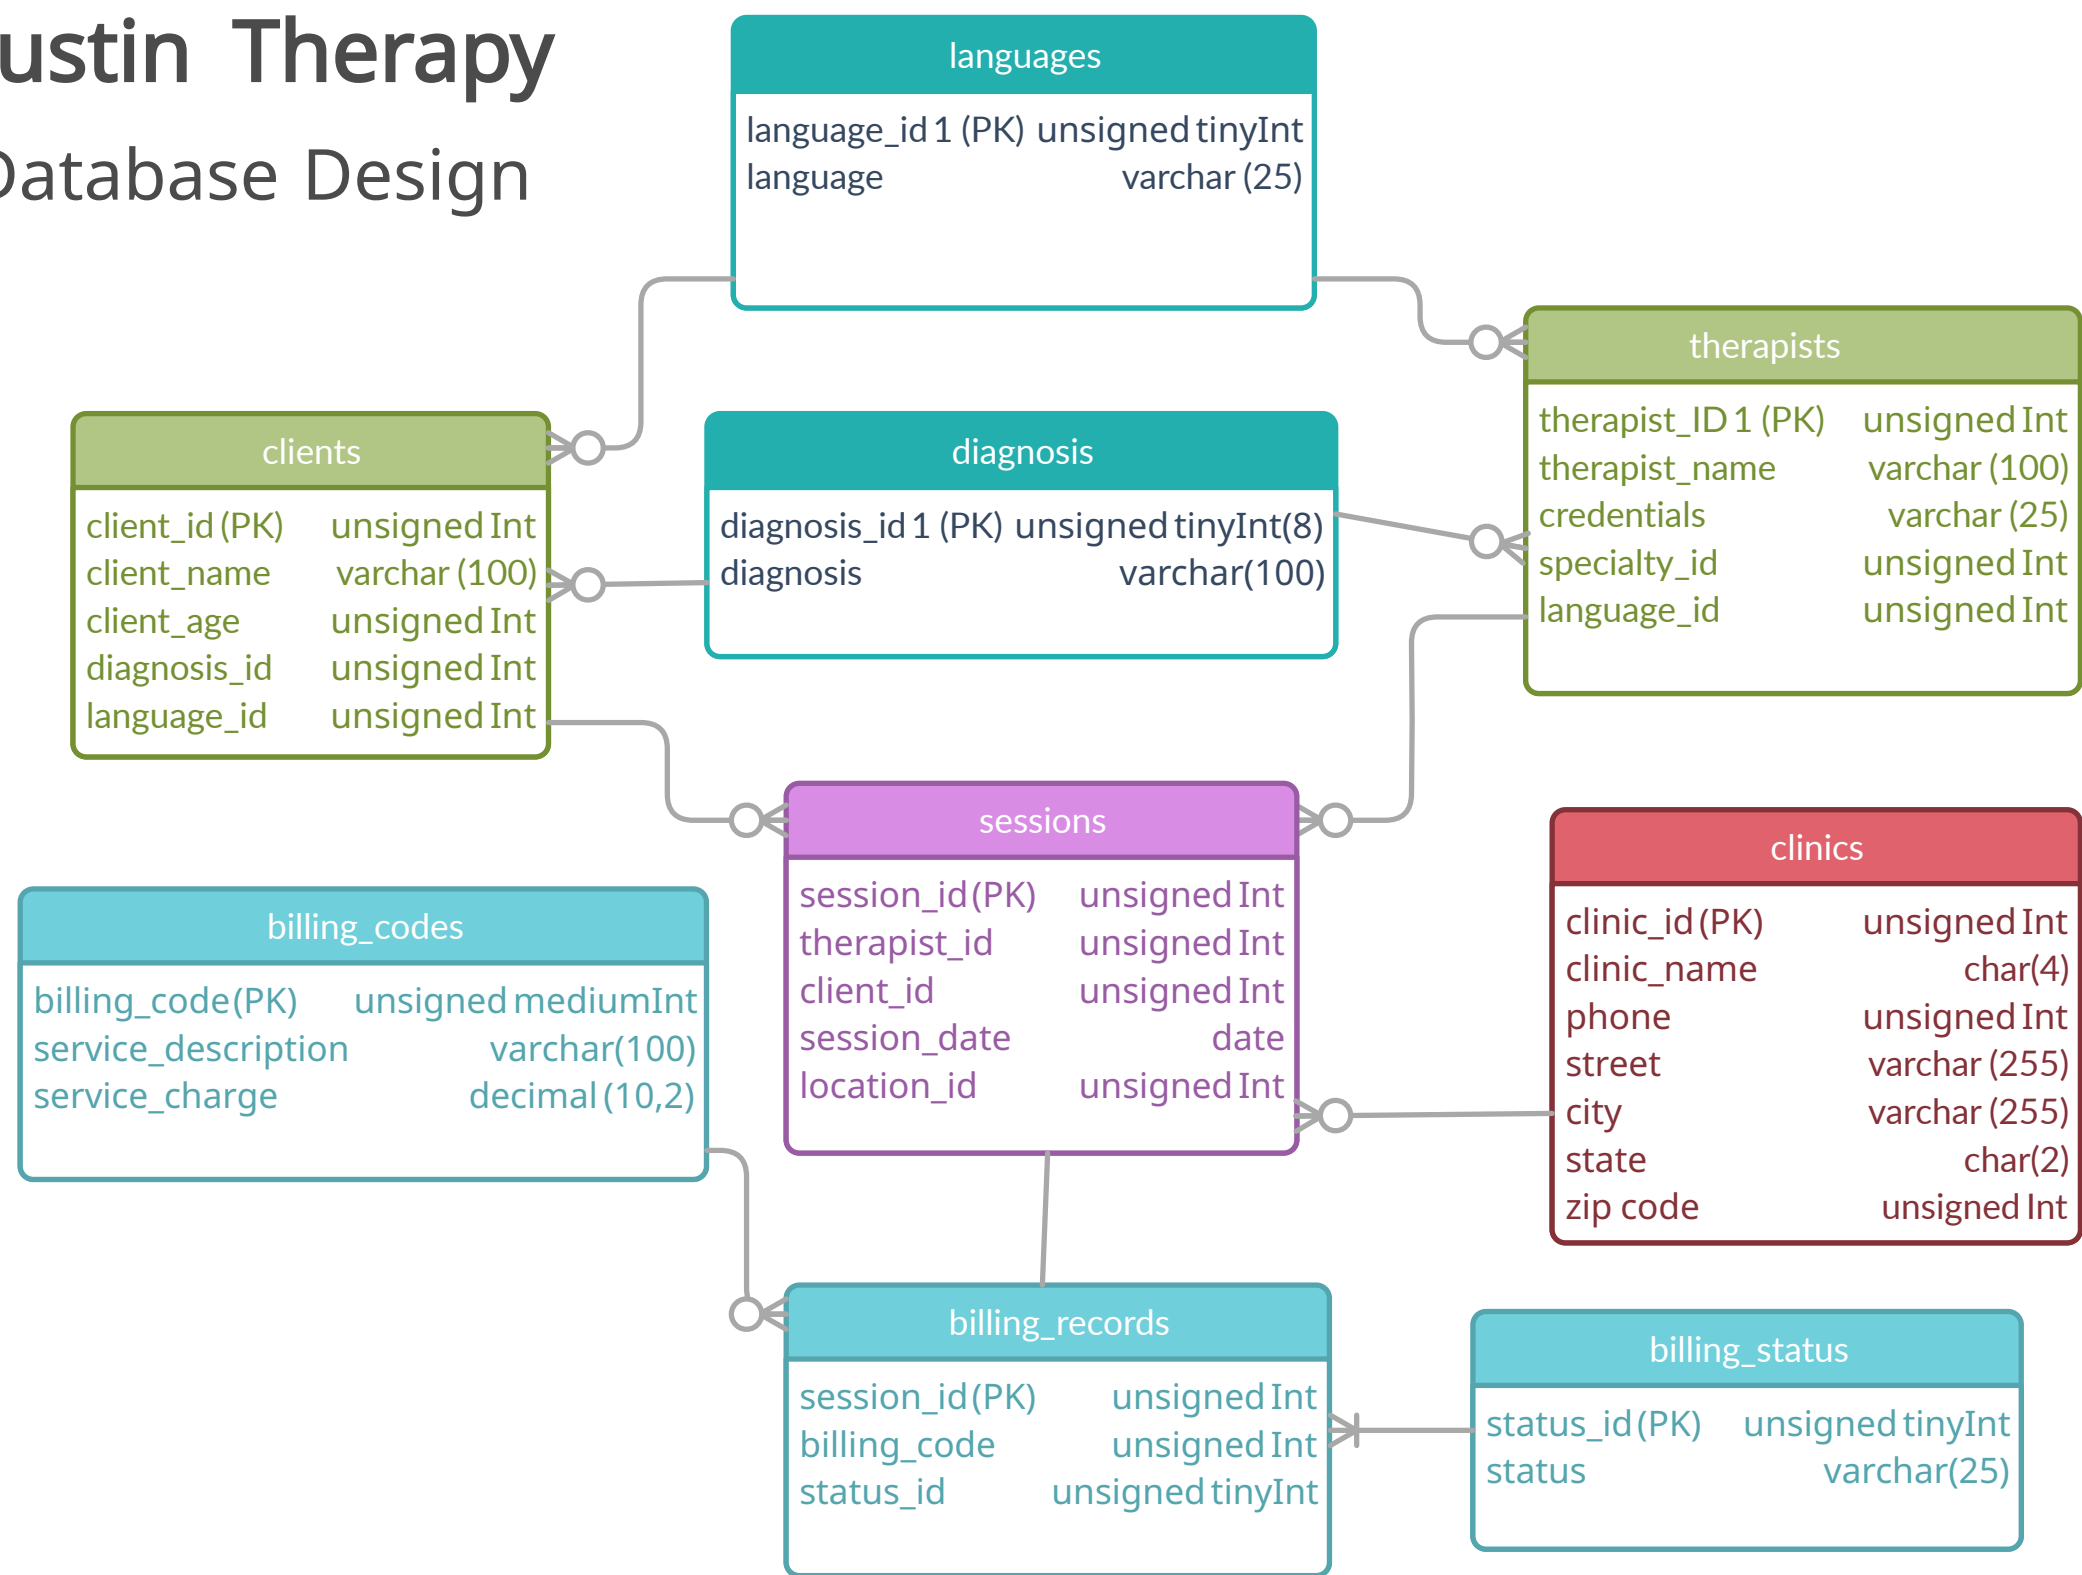 ustin Therapy
Database Design
languages
language_id 1 (PK) unsigned tinyInt
language varchar (25)
therapists
therapist_ID 1 (PK) unsigned Int
therapist_name varchar (100)
credentials varchar (25)
specialty_id unsigned Int
language_id unsigned Int
clients
client_id (PK) unsigned Int
client_name varchar (100)
client_age unsigned Int
diagnosis_id unsigned Int
language_id unsigned Int
diagnosis
diagnosis_id 1 (PK) unsigned tinyInt(8)
diagnosis varchar(100)
sessions
session_id (PK) unsigned Int
therapist_id unsigned Int
client_id unsigned Int
session_date date
location_id unsigned Int
clinics
clinic_id (PK) unsigned Int
clinic_name char(4)
phone unsigned Int
street varchar (255)
city varchar (255)
state char(2)
zip code unsigned Int
billing_codes
billing_code (PK) unsigned mediumInt
service_description varchar(100)
service_charge decimal (10,2)
billing_records
session_id (PK) unsigned Int
billing_code unsigned Int
status_id unsigned tinyInt
billing_status
status_id (PK) unsigned tinyInt
status varchar(25)